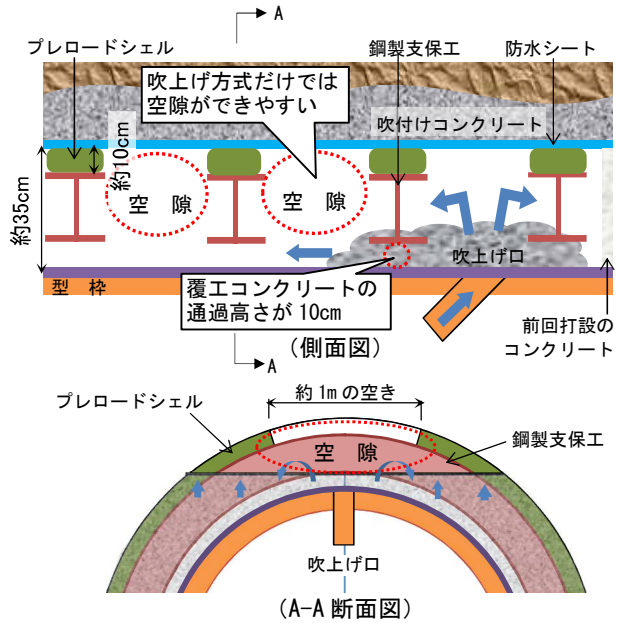 A
プレロードシェル
鋼製支保工
防水シート
吹上げ方式だけでは
空隙ができやすい
吹付けコンクリート
約10cm
約35cm
空 隙
空 隙
吹上げ口
型 枠
覆工コンクリートの
通過高さが 10cm
前回打設の
コンクリート
(側面図)
A
約 1m の空き
プレロードシェル
鋼製支保工
空 隙
吹上げ口
(A-A 断面図)